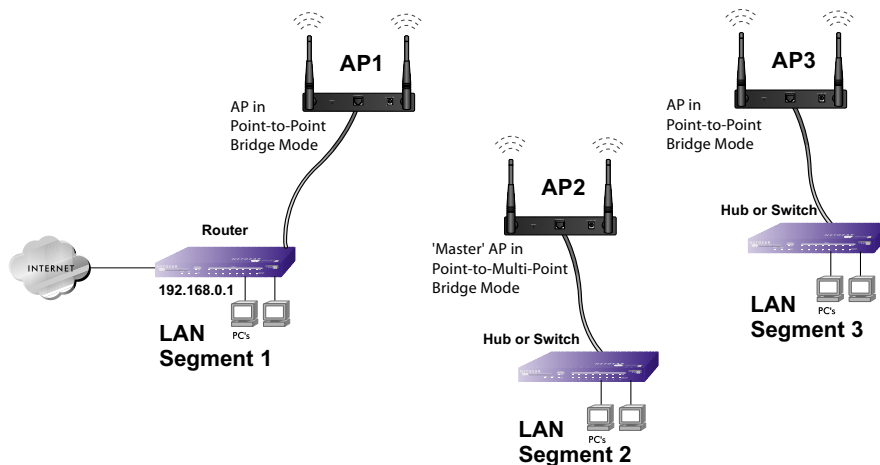 AP1
AP in
Point-to-Point
Bridge Mode
Router
INTERNET
192.168.0.1
PC's
LAN
Segment 1
AP2
'Master' AP in
Point-to-Multi-Point
Bridge Mode
Hub or Switch
PC's
LAN
Segment 2
AP3
AP in
Point-to-Point
Bridge Mode
Hub or Switch
PC's
LAN
Segment 3